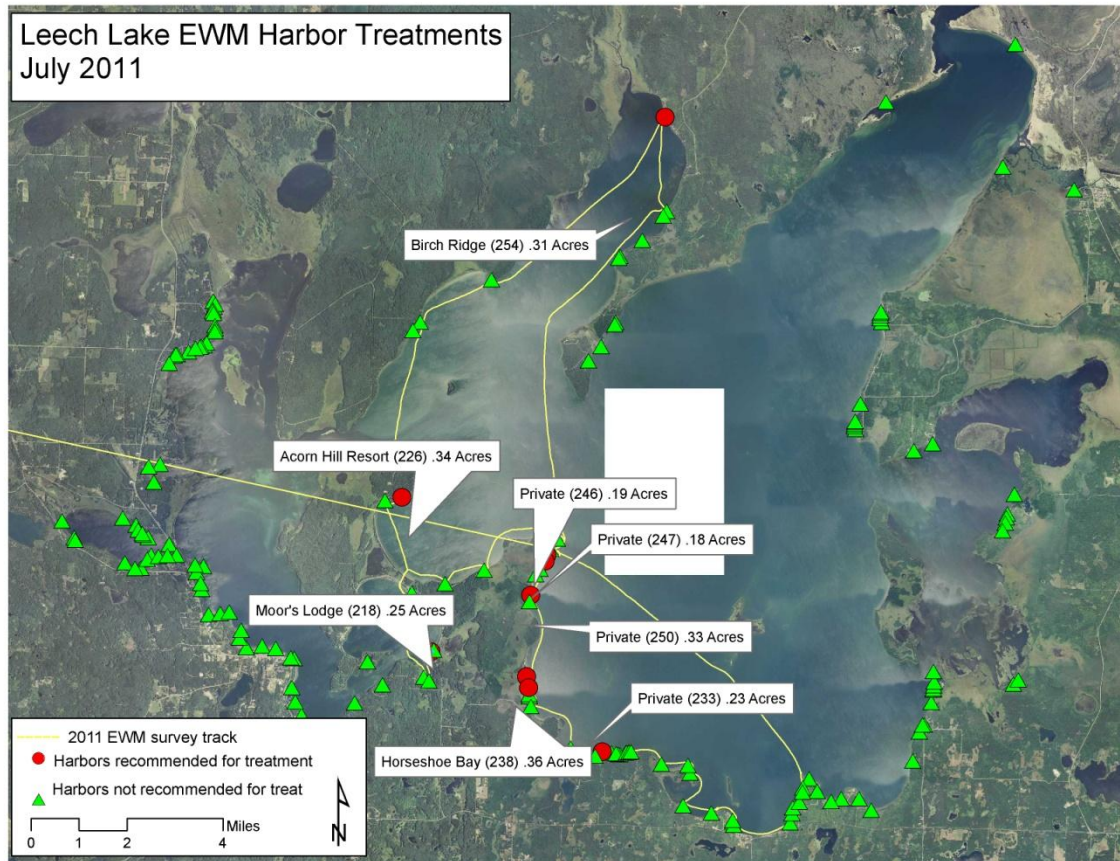 Leech Lake EWM Harbor Treatments
July 2011
Birch Ridge (254) .31 Acres
Acorn Hill Resort (226) .34 Acres
Private (246) .19 Acres
Private (247) .18 Acres
Moor's Lodge (218) .25 Acres
Private (250) .33 Acres
Private (233) .23 Acres
Horseshoe Bay (238) .36 Acres
2011 EWM survey track
Harbors recommended for treatment
Harbors not recommended for treat
0 1 2 4 Miles
N